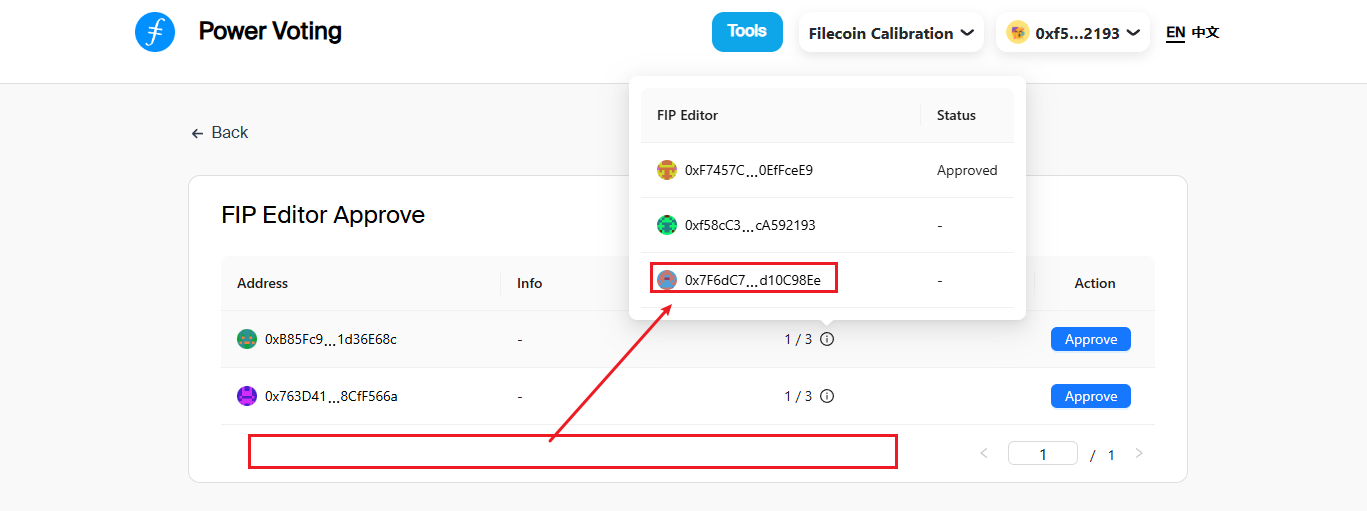 Power Voting
Tools
Filecoin Calibration
0xf5...2193
EN 中文
FIP Editor Status
0xF7457C...0EfFceE9 Approved
0xf58cC3...cA592193 -
0x7F6dC7...d10C98Ee -
Back
FIP Editor Approve
Address Info Action
0xB85Fc9...1d36E68c - 1 / 3 Approve
0x763D41...8CfF566a - 1 / 3 Approve
1 / 1